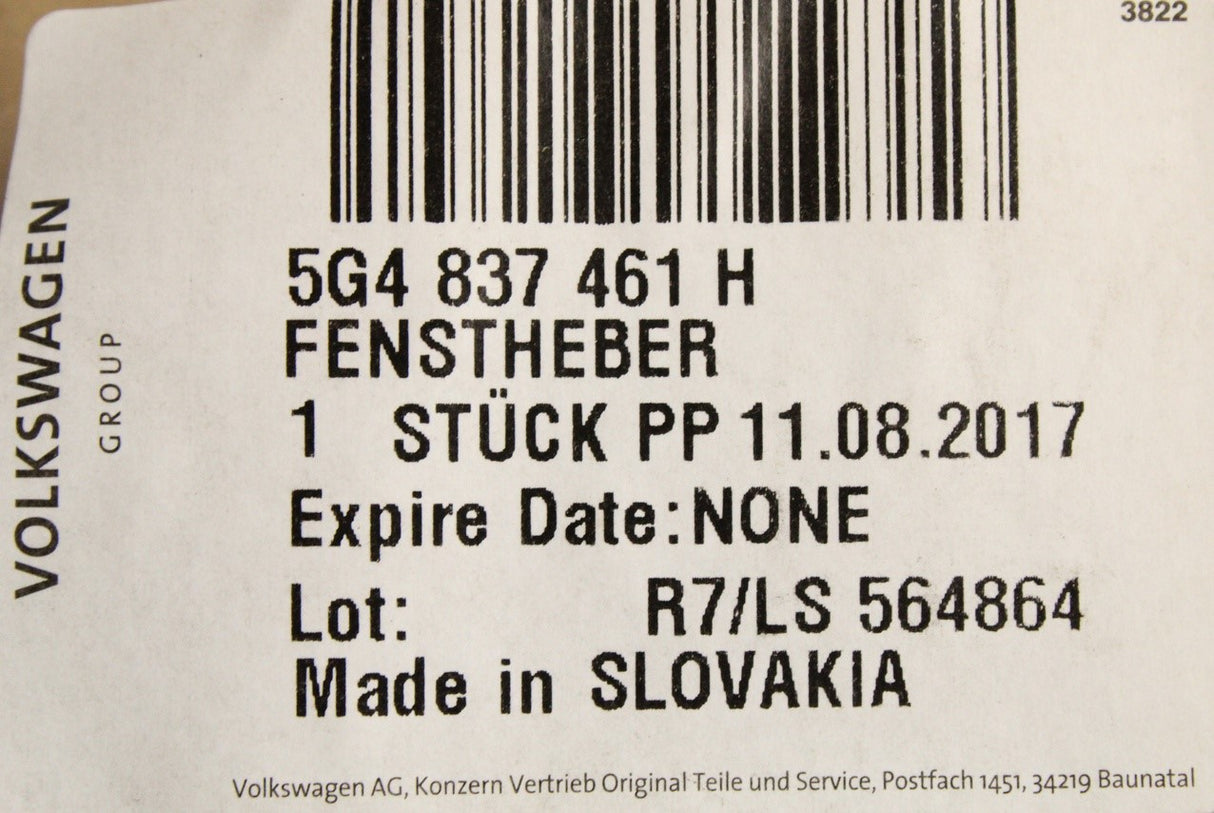 3822
VOLKSWAGEN
GROUP
5G4 837 461 H
FENSTHEBER
1 STÜCK PP 11.08.2017
Expire Date:NONE
Lot: R7/LS 564864
Made in SLOVAKIA
Volkswagen AG, Konzern Vertrieb Original Teile und Service, Postfach 1451, 34219 Baunatal